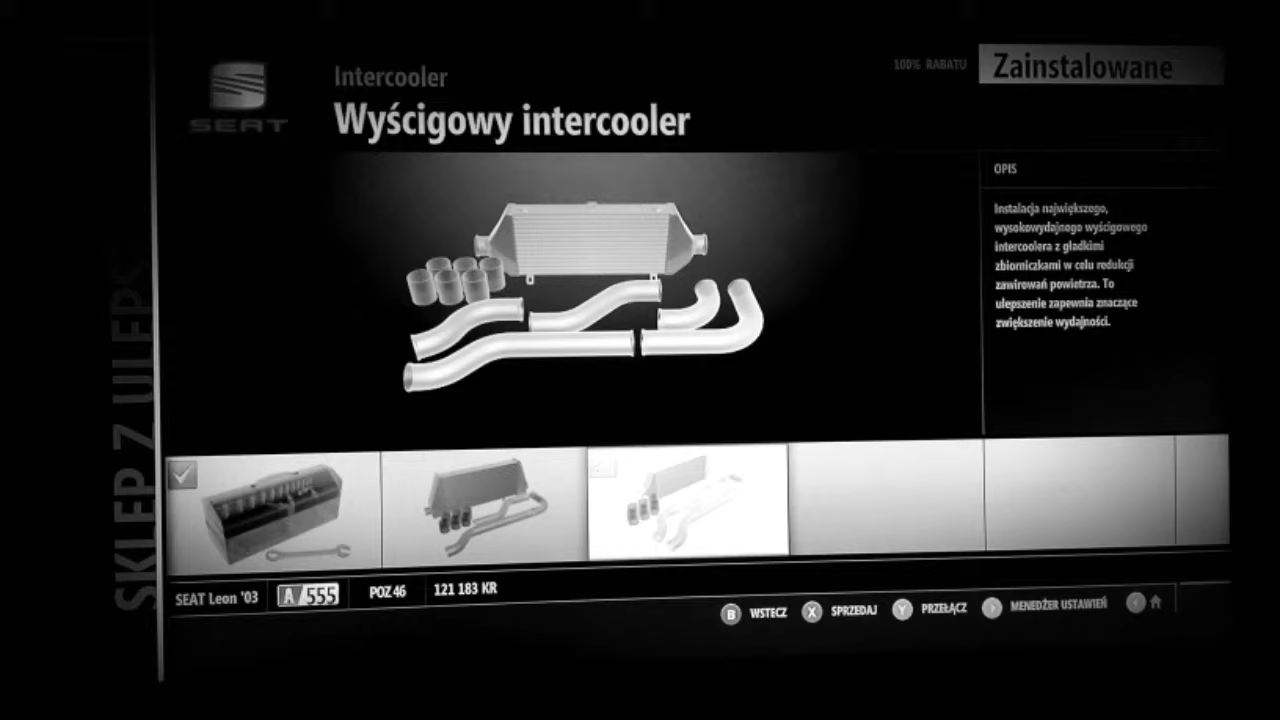 SEAT
Intercooler
Wyścigowy intercooler
100% RABATU
Zainstalowane
OPIS
Instalacja największego,
wysokowydajnego wyścigowego
intercoolera z gładkimi
zbiorniczkami w celu redukcji
zawirowań powietrza. To
ulepszenie zapewnia znaczące
zwiększenie wydajności.
SKLEP Z ULEPS
SEAT Leon '03
A / 555
POZ 46
121 183 KR
B WSTECZ
X SPRZEDAJ
Y PRZEŁĄCZ
MENEDŻER USTAWIEŃ